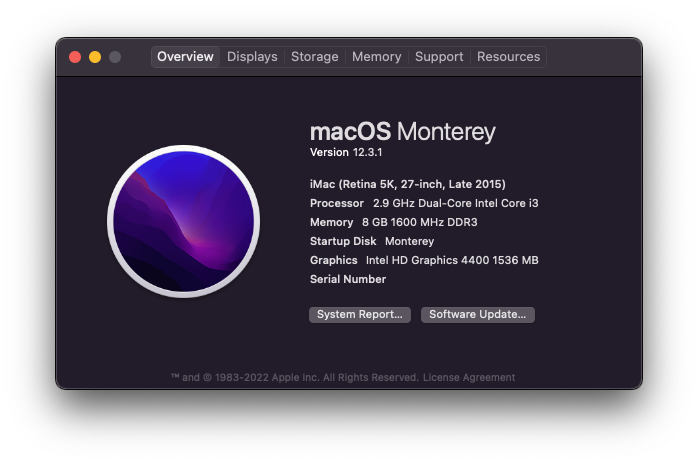 Overview Displays Storage Memory Support Resources
macOS Monterey
Version 12.3.1
iMac (Retina 5K, 27-inch, Late 2015)
Processor 2.9 GHz Dual-Core Intel Core i3
Memory 8 GB 1600 MHz DDR3
Startup Disk Monterey
Graphics Intel HD Graphics 4400 1536 MB
Serial Number
System Report... Software Update...
™ and © 1983-2022 Apple Inc. All Rights Reserved. License Agreement